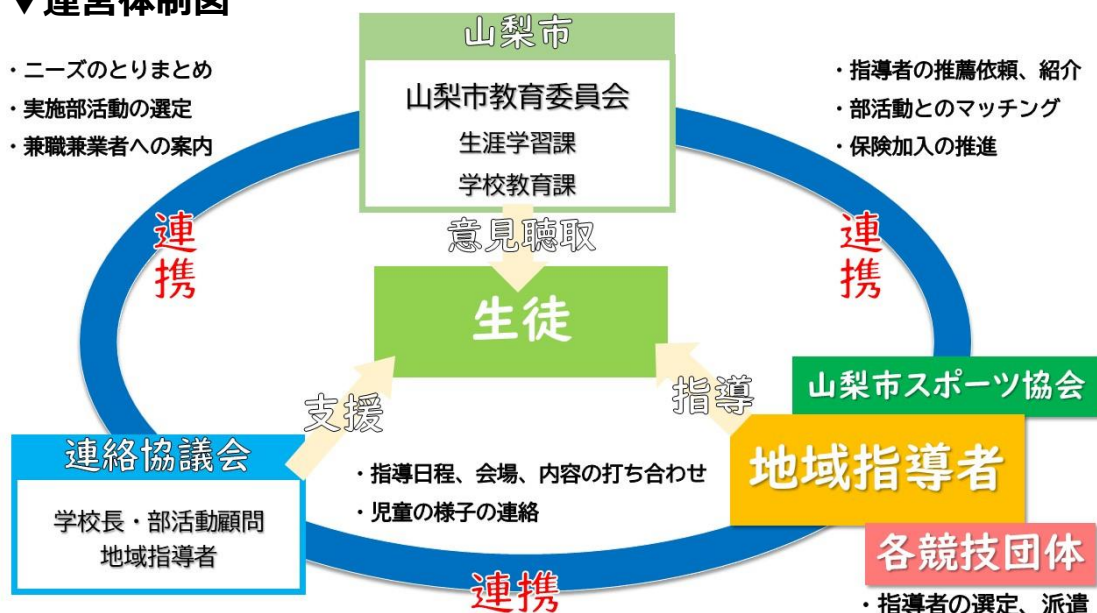 ▼運営体制図
山梨市
・ニーズのとりまとめ
・実施部活動の選定
・兼職兼業者への案内
山梨市教育委員会
生涯学習課
学校教育課
・指導者の推薦依頼、紹介
・部活動とのマッチング
・保険加入の推進
連携
意見聴取
連携
生徒
支援
指導
山梨市スポーツ協会
地域指導者
各競技団体
・指導者の選定、派遣
連絡協議会
学校長・部活動顧問
地域指導者
・指導日程、会場、内容の打ち合わせ
・児童の様子の連絡
連携